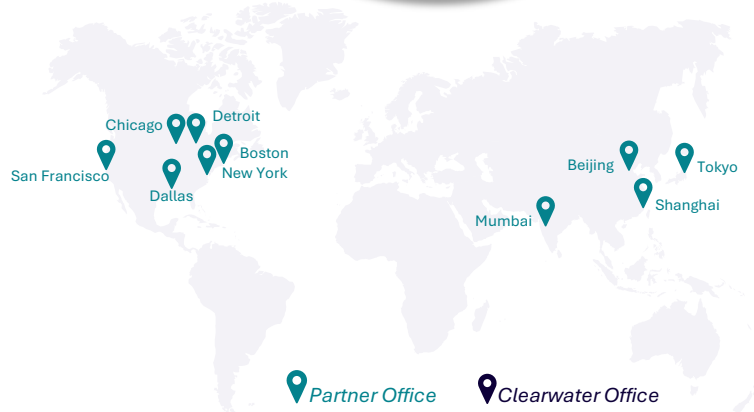 Detroit
Chicago
Boston
San Francisco
New York
Dallas
Beijing
Tokyo
Shanghai
Mumbai
Partner Office
Clearwater Office